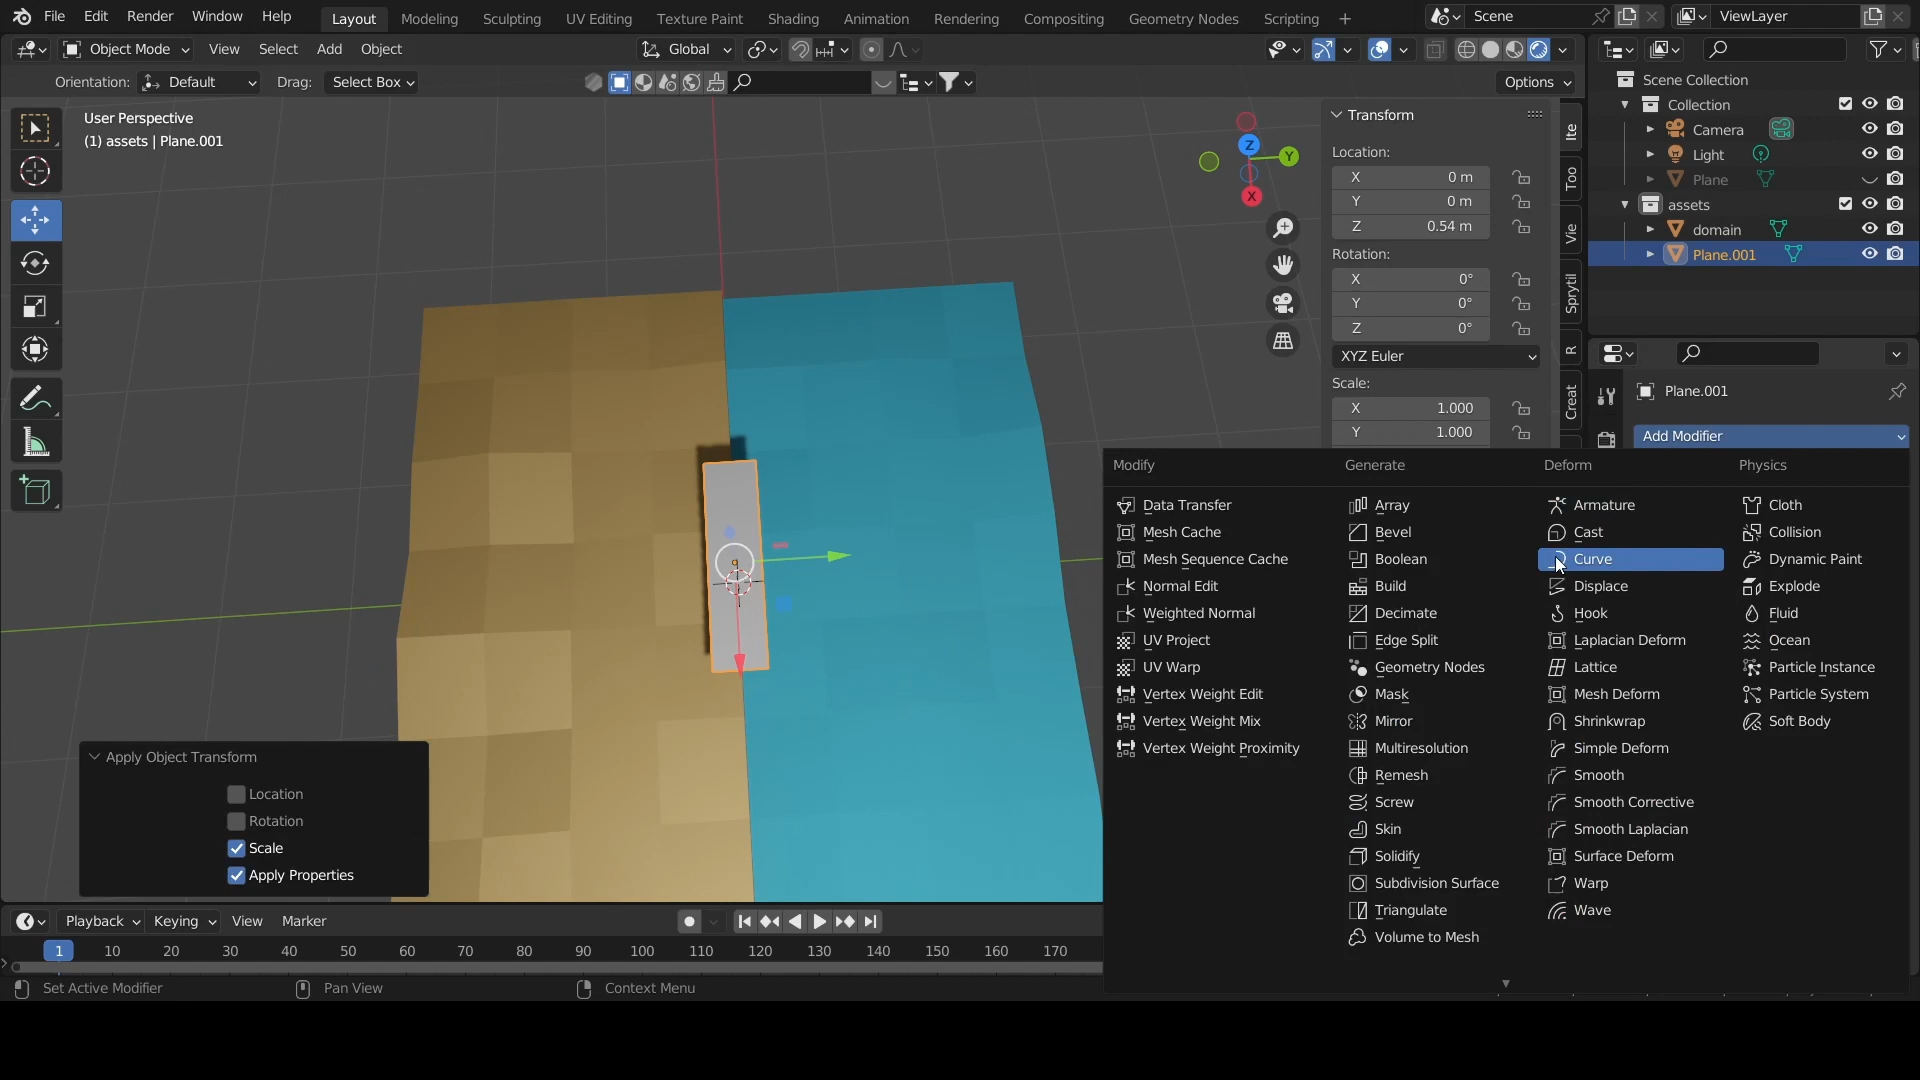 File Edit Render Window Help Layout Modeling Sculpting UV Editing Texture Paint Shading Animation Rendering Compositing Geometry Nodes Scripting + Scene ViewLayer
Object Mode View Select Add Object Global
Orientation: Default Drag: Select Box Options
User Perspective
(1) assets | Plane.001
Transform
Location:
X 0 m
Y 0 m
Z 0.54 m
Rotation:
X 0°
Y 0°
Z 0°
XYZ Euler
Scale:
X 1.000
Y 1.000
Ite
Too
Vie
Sprytil
R
Creat
Z
Y
X
Scene Collection
Collection
Camera
Light
Plane
assets
domain
Plane.001
Plane.001
Add Modifier
Modify
Data Transfer
Mesh Cache
Mesh Sequence Cache
Normal Edit
Weighted Normal
UV Project
UV Warp
Vertex Weight Edit
Vertex Weight Mix
Vertex Weight Proximity
Generate
Array
Bevel
Boolean
Build
Decimate
Edge Split
Geometry Nodes
Mask
Mirror
Multiresolution
Remesh
Screw
Skin
Solidify
Subdivision Surface
Triangulate
Volume to Mesh
Deform
Armature
Cast
Curve
Displace
Hook
Laplacian Deform
Lattice
Mesh Deform
Shrinkwrap
Simple Deform
Smooth
Smooth Corrective
Smooth Laplacian
Surface Deform
Warp
Wave
Physics
Cloth
Collision
Dynamic Paint
Explode
Fluid
Ocean
Particle Instance
Particle System
Soft Body
Apply Object Transform
Location
Rotation
Scale
Apply Properties
Playback Keying View Marker
1 10 20 30 40 50 60 70 80 90 100 110 120 130 140 150 160 170
Set Active Modifier Pan View Context Menu